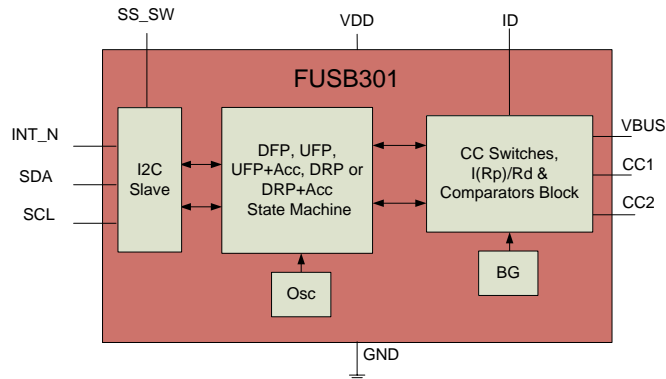 SS_SW
VDD
ID
FUSB301
INT_N
SDA
SCL
I2C
Slave
DFP, UFP,
UFP+Acc, DRP or
DRP+Acc
State Machine
CC Switches,
I(Rp)/Rd &
Comparators Block
VBUS
CC1
CC2
Osc
BG
GND